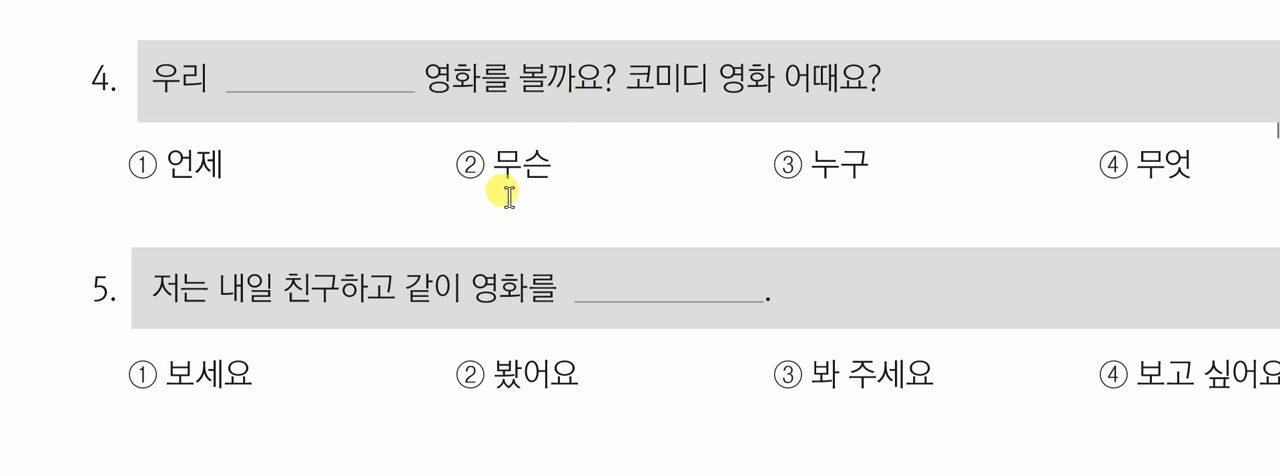 4. 우리 ____________ 영화를 볼까요? 코미디 영화 어때요?
① 언제 ② 무슨 ③ 누구 ④ 무엇
5. 저는 내일 친구하고 같이 영화를 ____________.
① 보세요 ② 봤어요 ③ 봐 주세요 ④ 보고 싶어요